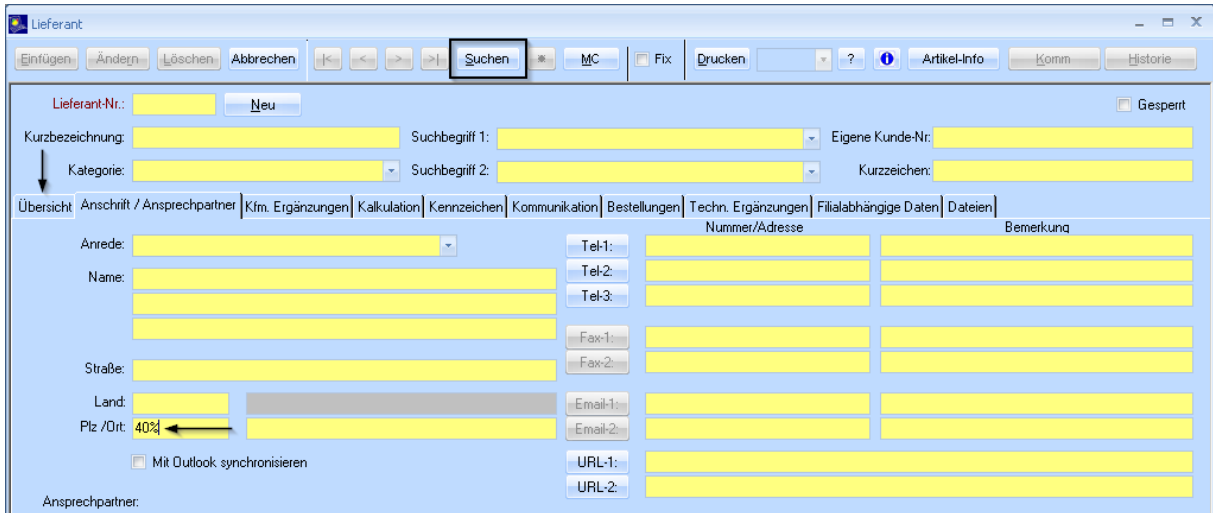 Lieferant
Einfügen Ändern Löschen Abbrechen |< < > >| Suchen * MC Fix Drucken ? i Artikel-Info Komm Historie
Lieferant-Nr.: Neu Gesperrt
Kurzbezeichnung: Suchbegriff 1: Eigene Kunde-Nr:
Kategorie: Suchbegriff 2: Kurzzeichen:
Übersicht Anschrift / Ansprechpartner Kfm. Ergänzungen Kalkulation Kennzeichen Kommunikation Bestellungen Techn. Ergänzungen Filialabhängige Daten Dateien
Nummer/Adresse Bemerkung
Anrede: Tel-1:
Name: Tel-2:
Tel-3:
Fax-1:
Straße: Fax-2:
Land: Email-1:
Plz /Ort: 40% Email-2:
Mit Outlook synchronisieren URL-1:
URL-2:
Ansprechpartner: